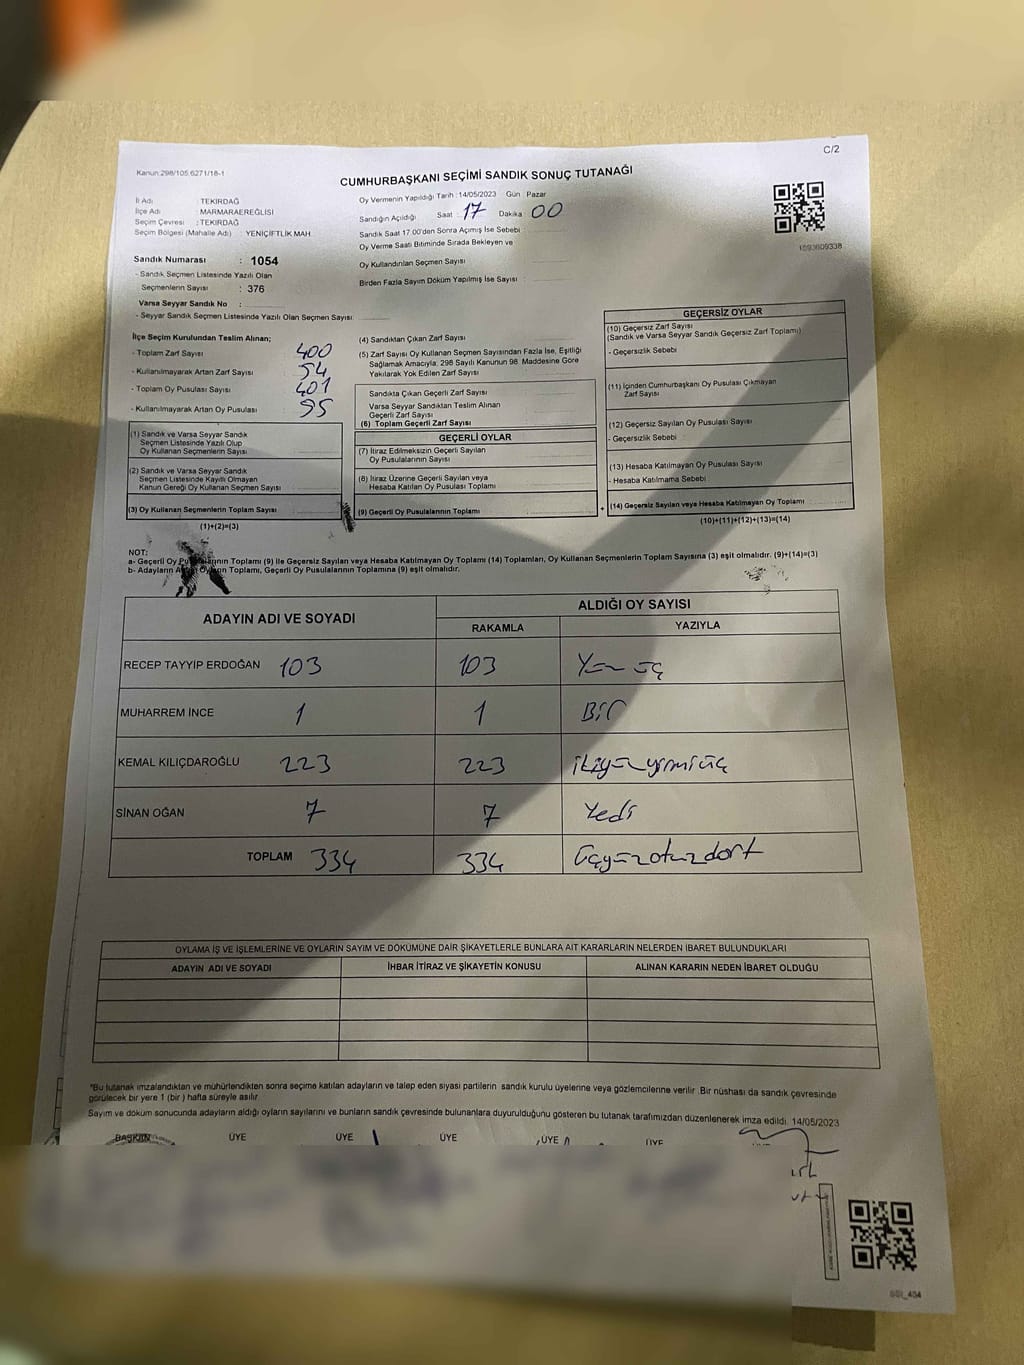 C/2
Kanun:298/105,6271/18-1
CUMHURBAŞKANI SEÇİMİ SANDIK SONUÇ TUTANAĞI
İl Adı : TEKİRDAĞ
İlçe Adı : MARMARAEREĞLİSİ
Seçim Çevresi : TEKİRDAĞ
Seçim Bölgesi (Mahalle Adı) : YENİÇİFTLİK MAH.
Oy Vermenin Yapıldığı Tarih :14/05/2023 Gün Pazar
Sandığın Açıldığı Saat : 17 Dakika 00
Sandık Saat 17.00'den Sonra Açımış İse Sebebi :
Oy Verme Saati Bitiminde Sırada Bekleyen ve
Oy Kullandırılan Seçmen Sayısı
Birden Fazla Sayım Döküm Yapılmış İse Sayısı :
1593609338
Sandık Numarası : 1054
- Sandık Seçmen Listesinde Yazılı Olan
Seçmenlerin Sayısı : 376
Varsa Seyyar Sandık No :
- Seyyar Sandık Seçmen Listesinde Yazılı Olan Seçmen Sayısı:
İlçe Seçim Kurulundan Teslim Alınan;
- Toplam Zarf Sayısı 400
- Kullanılmayarak Artan Zarf Sayısı 54
- Toplam Oy Pusulası Sayısı 401
- Kullanılmayarak Artan Oy Pusulası 95
(1) Sandık ve Varsa Seyyar Sandık
Seçmen Listesinde Yazılı Olup
Oy Kullanan Seçmenlerin Sayısı
(2) Sandık ve Varsa Seyyar Sandık
Seçmen Listesinde Kayıtlı Olmayan
Kanun Gereği Oy Kullanan Seçmen Sayısı
(3) Oy Kullanan Seçmenlerin Toplam Sayısı
(1)+(2)=(3)
(4) Sandıktan Çıkan Zarf Sayısı
(5) Zarf Sayısı Oy Kullanan Seçmen Sayısından Fazla İse, Eşitliği
Sağlamak Amacıyla, 298 Sayılı Kanunun 98. Maddesine Göre
Yakılarak Yok Edilen Zarf Sayısı
Sandıkta Çıkan Geçerli Zarf Sayısı
Varsa Seyyar Sandıktan Teslim Alınan
Geçerli Zarf Sayısı
(6) Toplam Geçerli Zarf Sayısı
GEÇERLİ OYLAR
(7) İtiraz Edilmeksizin Geçerli Sayılan
Oy Pusulalarının Sayısı
(8) İtiraz Üzerine Geçerli Sayılan veya
Hesaba Katılan Oy Pusulası Toplamı
(9) Geçerli Oy Pusulalarının Toplamı
+
GEÇERSİZ OYLAR
(10) Geçersiz Zarf Sayısı
(Sandık ve Varsa Seyyar Sandık Geçersiz Zarf Toplamı)
- Geçersizlik Sebebi
(11) İçinden Cumhurbaşkanı Oy Pusulası Çıkmayan
Zarf Sayısı
(12) Geçersiz Sayılan Oy Pusulası Sayısı
- Geçersizlik Sebebi :
(13) Hesaba Katılmayan Oy Pusulası Sayısı
- Hesaba Katılmama Sebebi
(14) Geçersiz Sayılan veya Hesaba Katılmayan Oy Toplamı
(10)+(11)+(12)+(13)=(14)
NOT:
a- Geçerli Oy Pusulalarının Toplamı (9) ile Geçersiz Sayılan veya Hesaba Katılmayan Oy Toplamı (14) Toplamları, Oy Kullanan Seçmenlerin Toplam Sayısına (3) eşit olmalıdır. (9)+(14)=(3)
b- Adayların Oyların Toplamı, Geçerli Oy Pusulalarının Toplamına (9) eşit olmalıdır.
ADAYIN ADI VE SOYADI ALDIĞI OY SAYISI
RAKAMLA YAZIYLA
RECEP TAYYİP ERDOĞAN 103 103 Yüz üç
MUHARREM İNCE 1 1 Bir
KEMAL KILIÇDAROĞLU 223 223 ikiyüzyirmiüç
SİNAN OĞAN 7 7 Yedi
TOPLAM 334 334 Üçyüzotuzdört
OYLAMA İŞ VE İŞLEMLERİNE VE OYLARIN SAYIM VE DÖKÜMÜNE DAİR ŞİKAYETLERLE BUNLARA AİT KARARLARIN NELERDEN İBARET BULUNDUKLARI
ADAYIN ADI VE SOYADI İHBAR İTİRAZ VE ŞİKAYETİN KONUSU ALINAN KARARIN NEDEN İBARET OLDUĞU
*Bu tutanak imzalandıktan ve mühürlendikten sonra seçime katılan adayların ve talep eden siyasi partilerin sandık kurulu üyelerine veya gözlemcilerine verilir .Bir nüshası da sandık çevresinde
görülecek bir yere 1 (bir ) hafta süreyle asılır.
Sayım ve döküm sonucunda adayların aldığı oyların sayılarını ve bunların sandık çevresinde bulunanlara duyurulduğunu gösteren bu tutanak tarafımızdan düzenlenerek imza edildi. 14/05/2023
BAŞKAN ÜYE ÜYE ÜYE ÜYE ÜYE